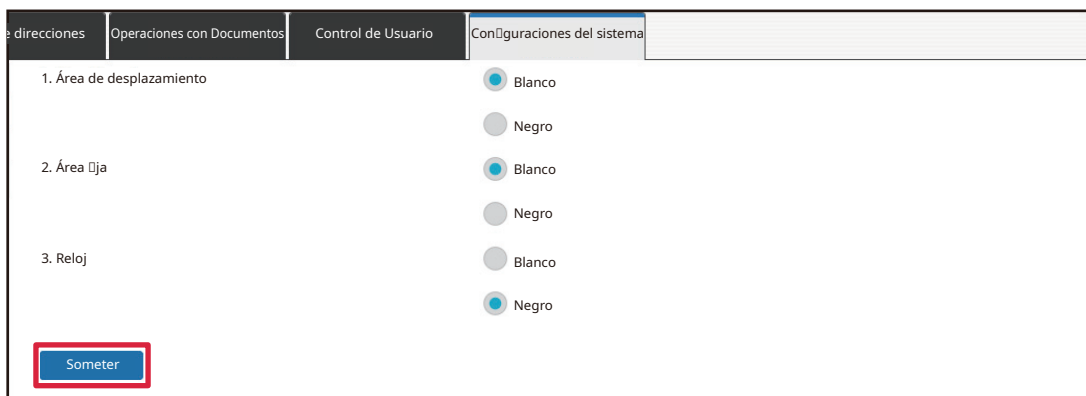 e direcciones Operaciones con Documentos Control de Usuario Con▯guraciones del sistema
1. Área de desplazamiento
Blanco
Negro
2. Área ▯ja
Blanco
Negro
3. Reloj
Blanco
Negro
Someter